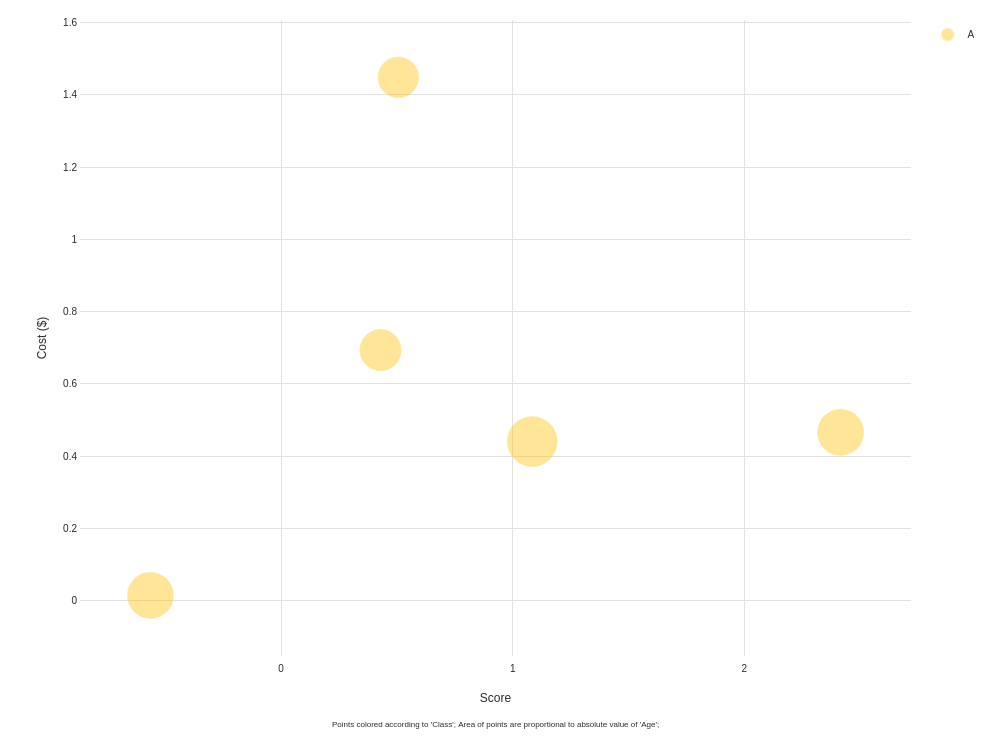 1.6
1.4
1.2
1
0.8
0.6
0.4
0.2
0
Cost ($)
0 1 2
Score
Points colored according to 'Class'; Area of points are proportional to absolute value of 'Age';
A